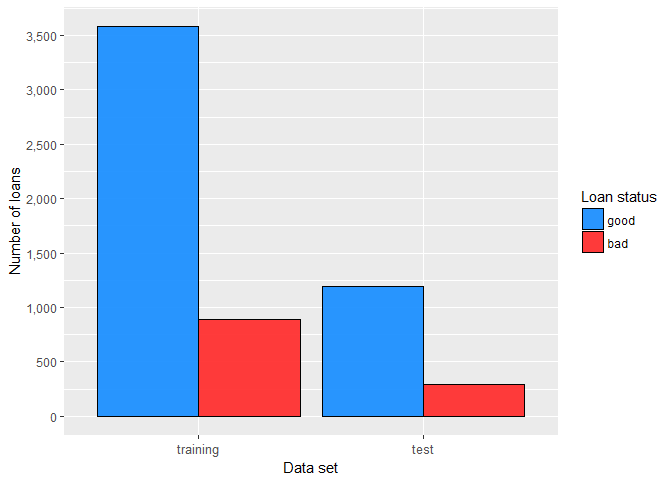 Number of loans
3,500
3,000
2,500
2,000
1,500
1,000
500
0
training
test
Data set
Loan status
good
bad